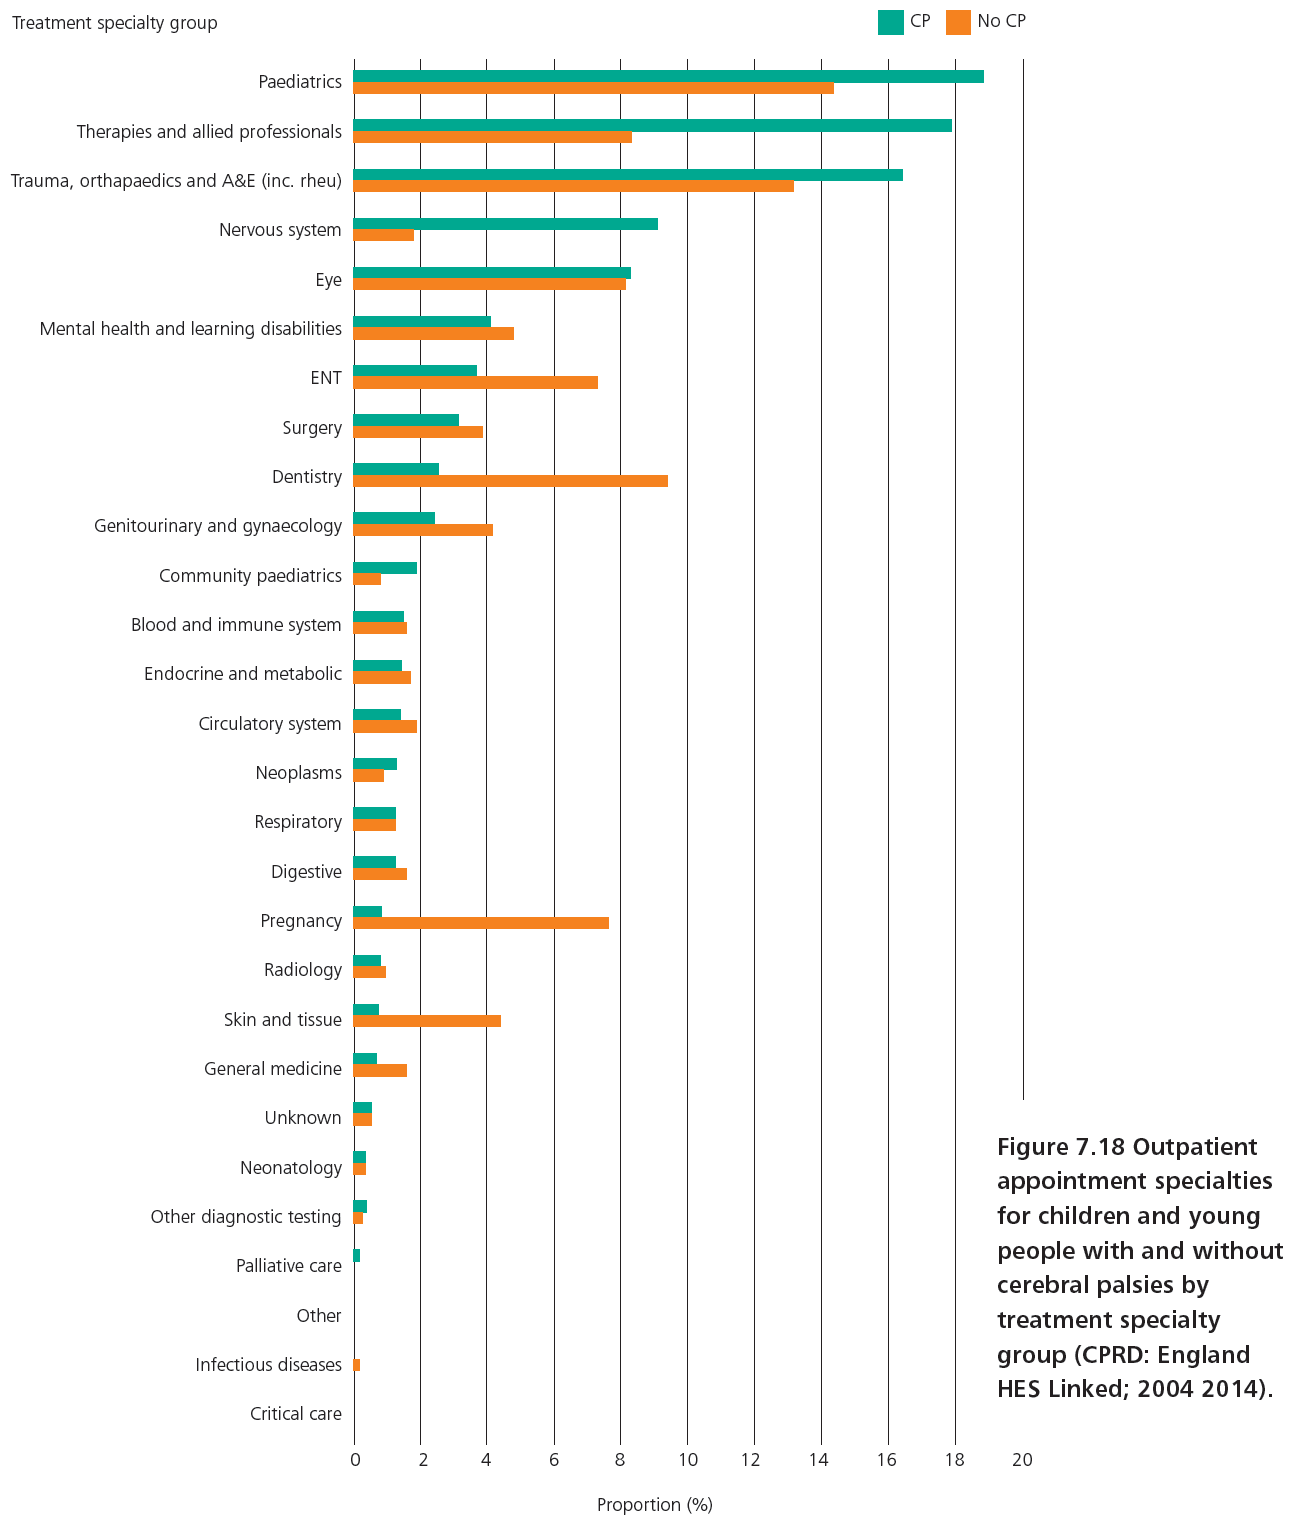 Treatment specialty group
CP
No CP
Paediatrics
Therapies and allied professionals
Trauma, orthapaedics and A&E (inc. rheu)
Nervous system
Eye
Mental health and learning disabilities
ENT
Surgery
Dentistry
Genitourinary and gynaecology
Community paediatrics
Blood and immune system
Endocrine and metabolic
Circulatory system
Neoplasms
Respiratory
Digestive
Pregnancy
Radiology
Skin and tissue
General medicine
Unknown
Neonatology
Other diagnostic testing
Palliative care
Other
Infectious diseases
Critical care
0 2 4 6 8 10 12 14 16 18 20
Proportion (%)
Figure 7.18 Outpatient
appointment specialties
for children and young
people with and without
cerebral palsies by
treatment specialty
group (CPRD: England
HES Linked; 2004 2014).